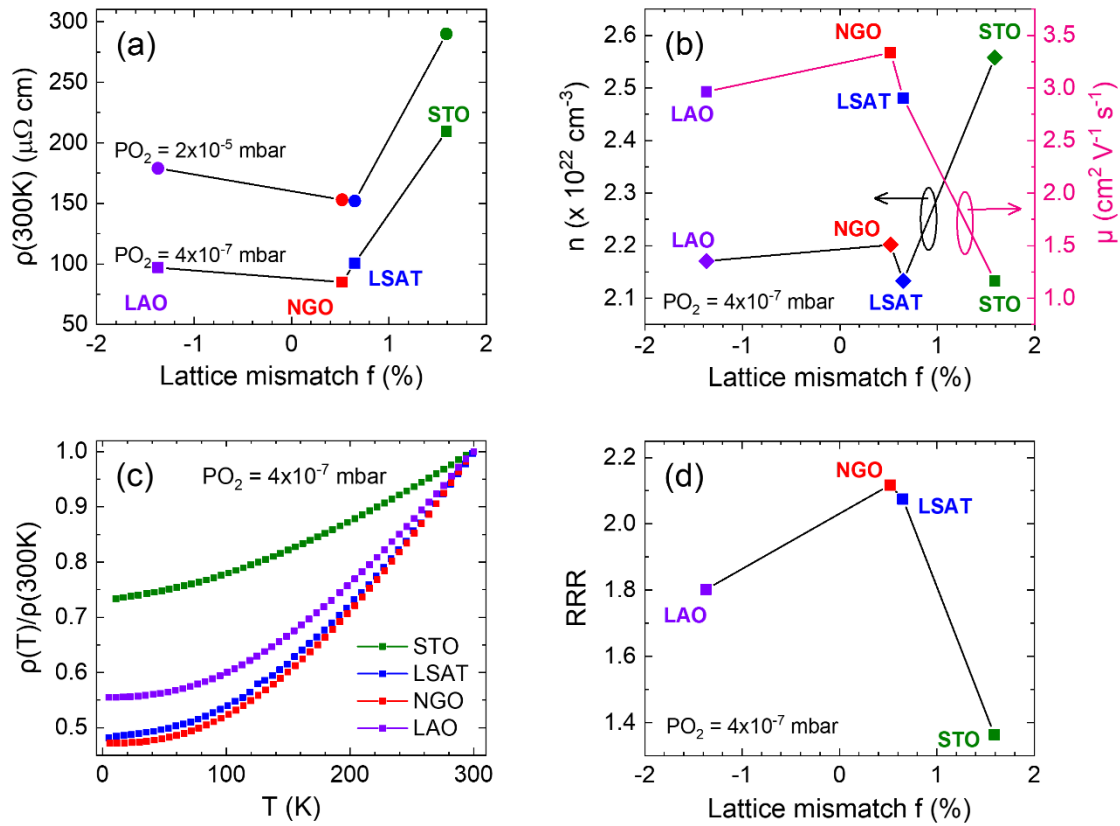 (a)
ρ(300K) (μΩ cm)
300
250
200
150
100
50
PO2 = 2x10-5 mbar
PO2 = 4x10-7 mbar
LAO
NGO
LSAT
STO
-2 -1 0 1 2
Lattice mismatch f (%)
(b)
n (x 1022 cm-3)
2.6
2.5
2.4
2.3
2.2
2.1
NGO
STO
LAO
LSAT
LAO
NGO
LSAT
STO
PO2 = 4x10-7 mbar
3.5
3.0
2.5
2.0
1.5
1.0
μ (cm2 V-1 s-1)
-2 -1 0 1 2
Lattice mismatch f (%)
(c)
PO2 = 4x10-7 mbar
ρ(T)/ρ(300K)
1.0
0.9
0.8
0.7
0.6
0.5
STO
LSAT
NGO
LAO
0 100 200 300
T (K)
(d)
RRR
2.2
2.0
1.8
1.6
1.4
NGO
LSAT
LAO
STO
PO2 = 4x10-7 mbar
-2 -1 0 1 2
Lattice mismatch f (%)